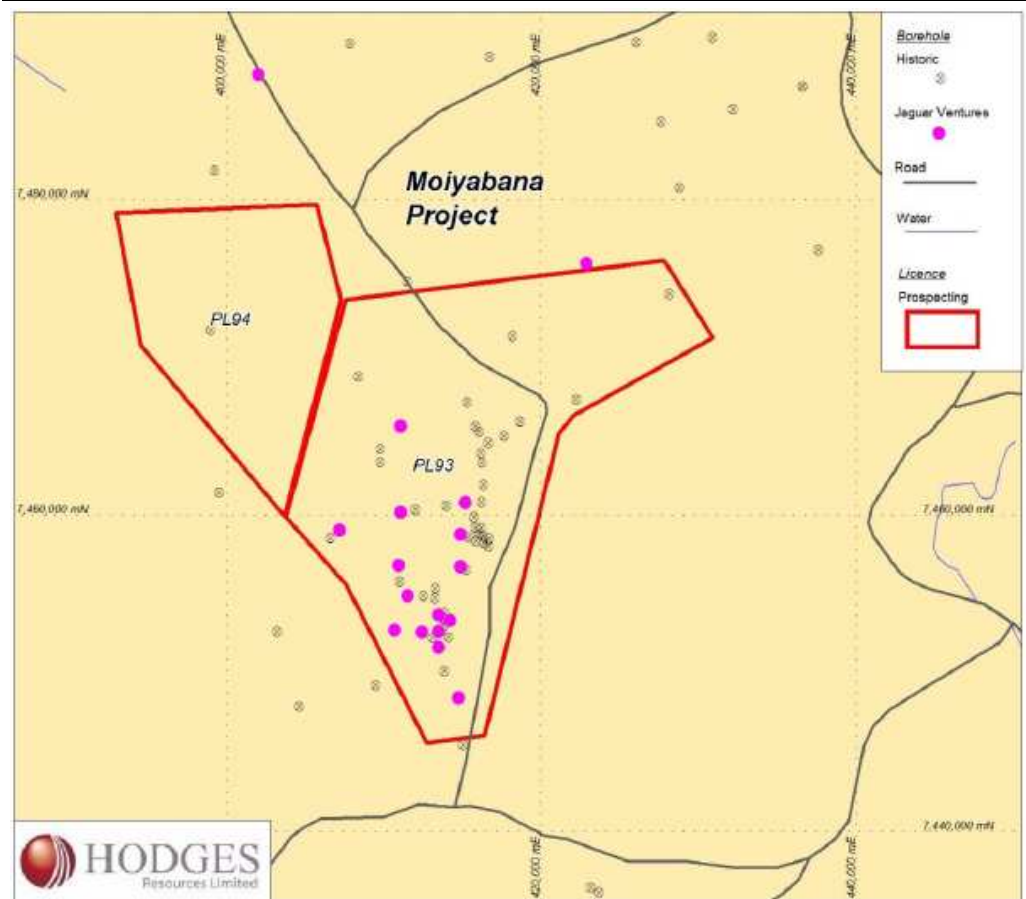 400,000 mE
420,000 mE
440,000 mE
Borehole
Historic
Jaguar Ventures
Road
Water
Licence
Prospecting
7,480,000 mN
Moiyabana
Project
PL94
PL93
7,460,000 mN
7,460,000 mN
7,440,000 mN
420,000 mE
440,000 mE
HODGES
Resources Limited